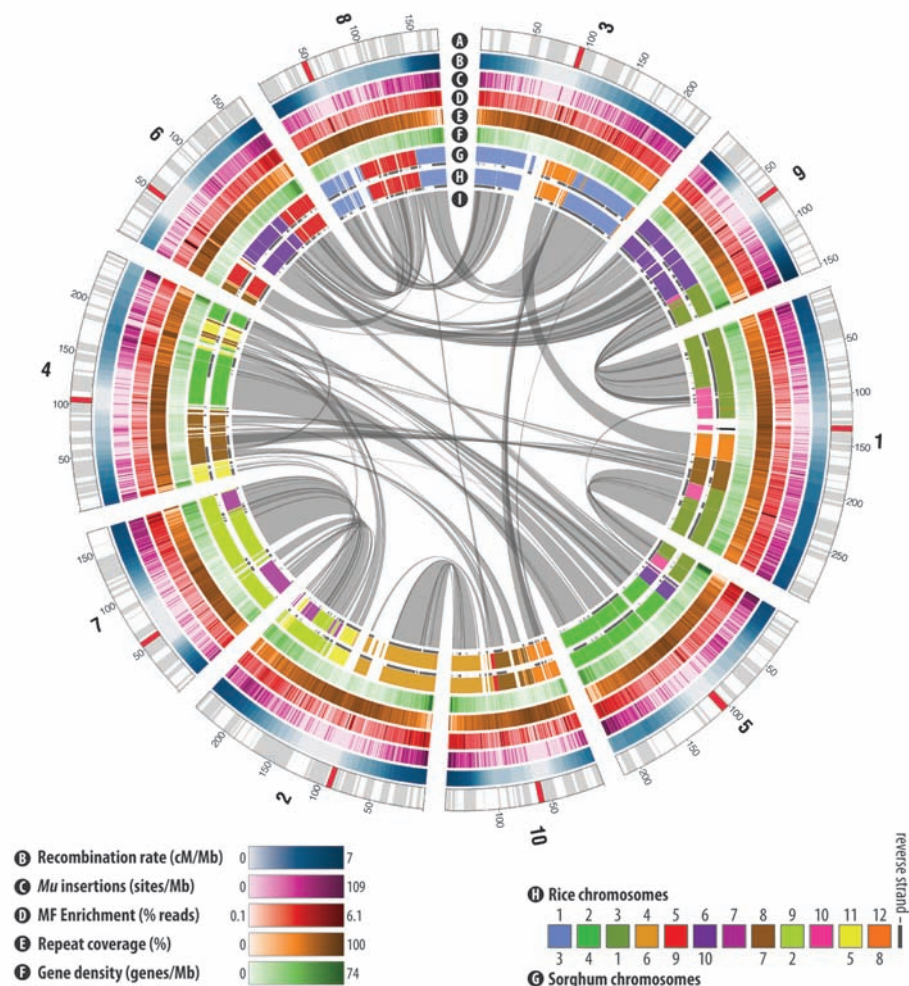 8
50
100
150
3
50
100
150
200
9
50
100
150
1
50
100
150
200
250
5
100
200
10
50
100
2
50
100
150
200
7
50
100
150
4
50
100
150
200
6
50
100
150
A
B
C
D
E
F
G
H
I
B Recombination rate (cM/Mb) 0 7
C Mu insertions (sites/Mb) 0 109
D MF Enrichment (% reads) 0.1 6.1
E Repeat coverage (%) 0 100
F Gene density (genes/Mb) 0 74
H Rice chromosomes
1 2 3 4 5 6 7 8 9 10 11 12
3 4 1 6 9 10 7 2 5 8
G Sorghum chromosomes
reverse strand –